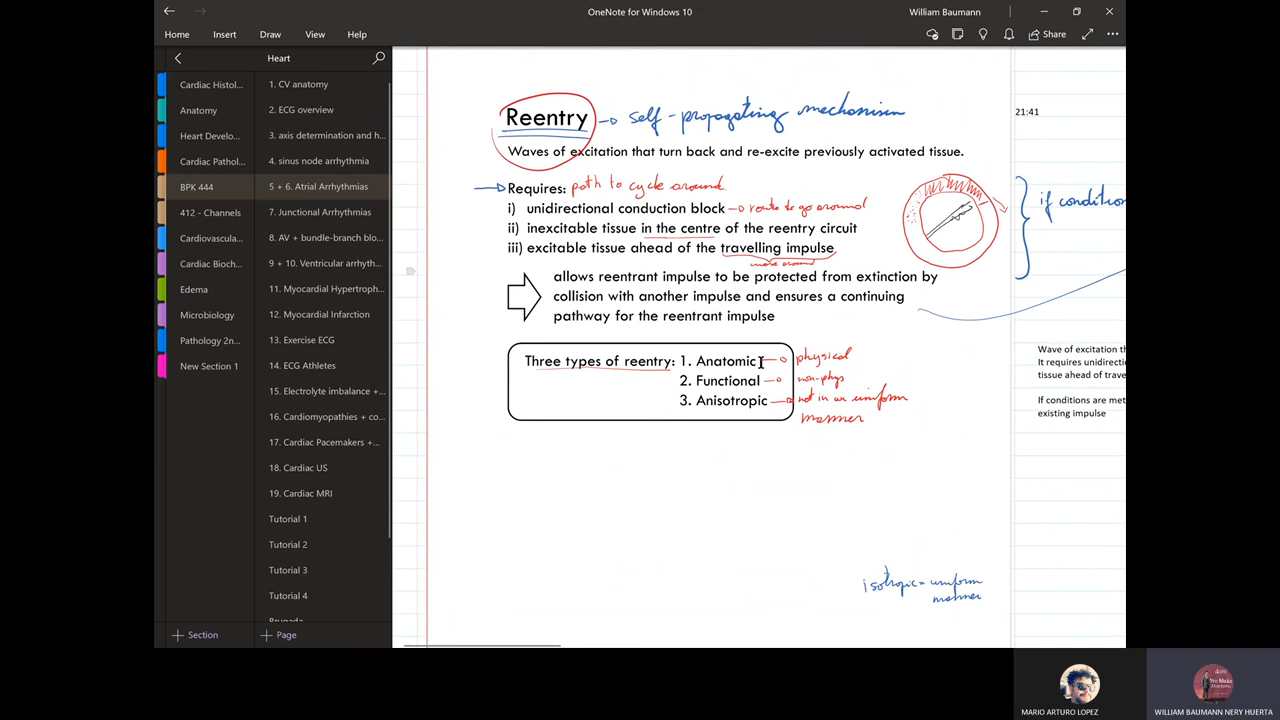 OneNote for Windows 10
William Baumann
Home
Insert
Draw
View
Help
Share
Heart
Cardiac Histol...
Anatomy
Heart Develo...
Cardiac Pathol...
BPK 444
412 - Channels
Cardiovascula...
Cardiac Bioch...
Edema
Microbiology
Pathology 2n...
New Section 1
Section
1. CV anatomy
2. ECG overview
3. axis determination and h...
4. sinus node arrhythmia
5 + 6. Atrial Arrhythmias
7. Junctional Arrhythmias
8. AV + bundle-branch blo...
9 + 10. Ventricular arryth...
11. Myocardial Hypertroph...
12. Myocardial Infarction
13. Exercise ECG
14. ECG Athletes
15. Electrolyte imbalance +...
16. Cardiomyopathies + co...
17. Cardiac Pacemakers +...
18. Cardiac US
19. Cardiac MRI
Tutorial 1
Tutorial 2
Tutorial 3
Tutorial 4
Page
Reentry self-propagating mechanism
Waves of excitation that turn back and re-excite previously activated tissue.
Requires: path to cycle around
i) unidirectional conduction block route to go around
ii) inexcitable tissue in the centre of the reentry circuit
iii) excitable tissue ahead of the travelling impulse
move around
allows reentrant impulse to be protected from extinction by
collision with another impulse and ensures a continuing
pathway for the reentrant impulse
Three types of reentry: 1. Anatomic physical
2. Functional non-phys
3. Anisotropic not in an uniform
manner
isotropic = uniform
manner
21:41
if condition
Wave of excitation th
It requires unidirection
tissue ahead of trave
If conditions are met
existing impulse
MARIO ARTURO LOPEZ
WILLIAM BAUMANN NERY HUERTA